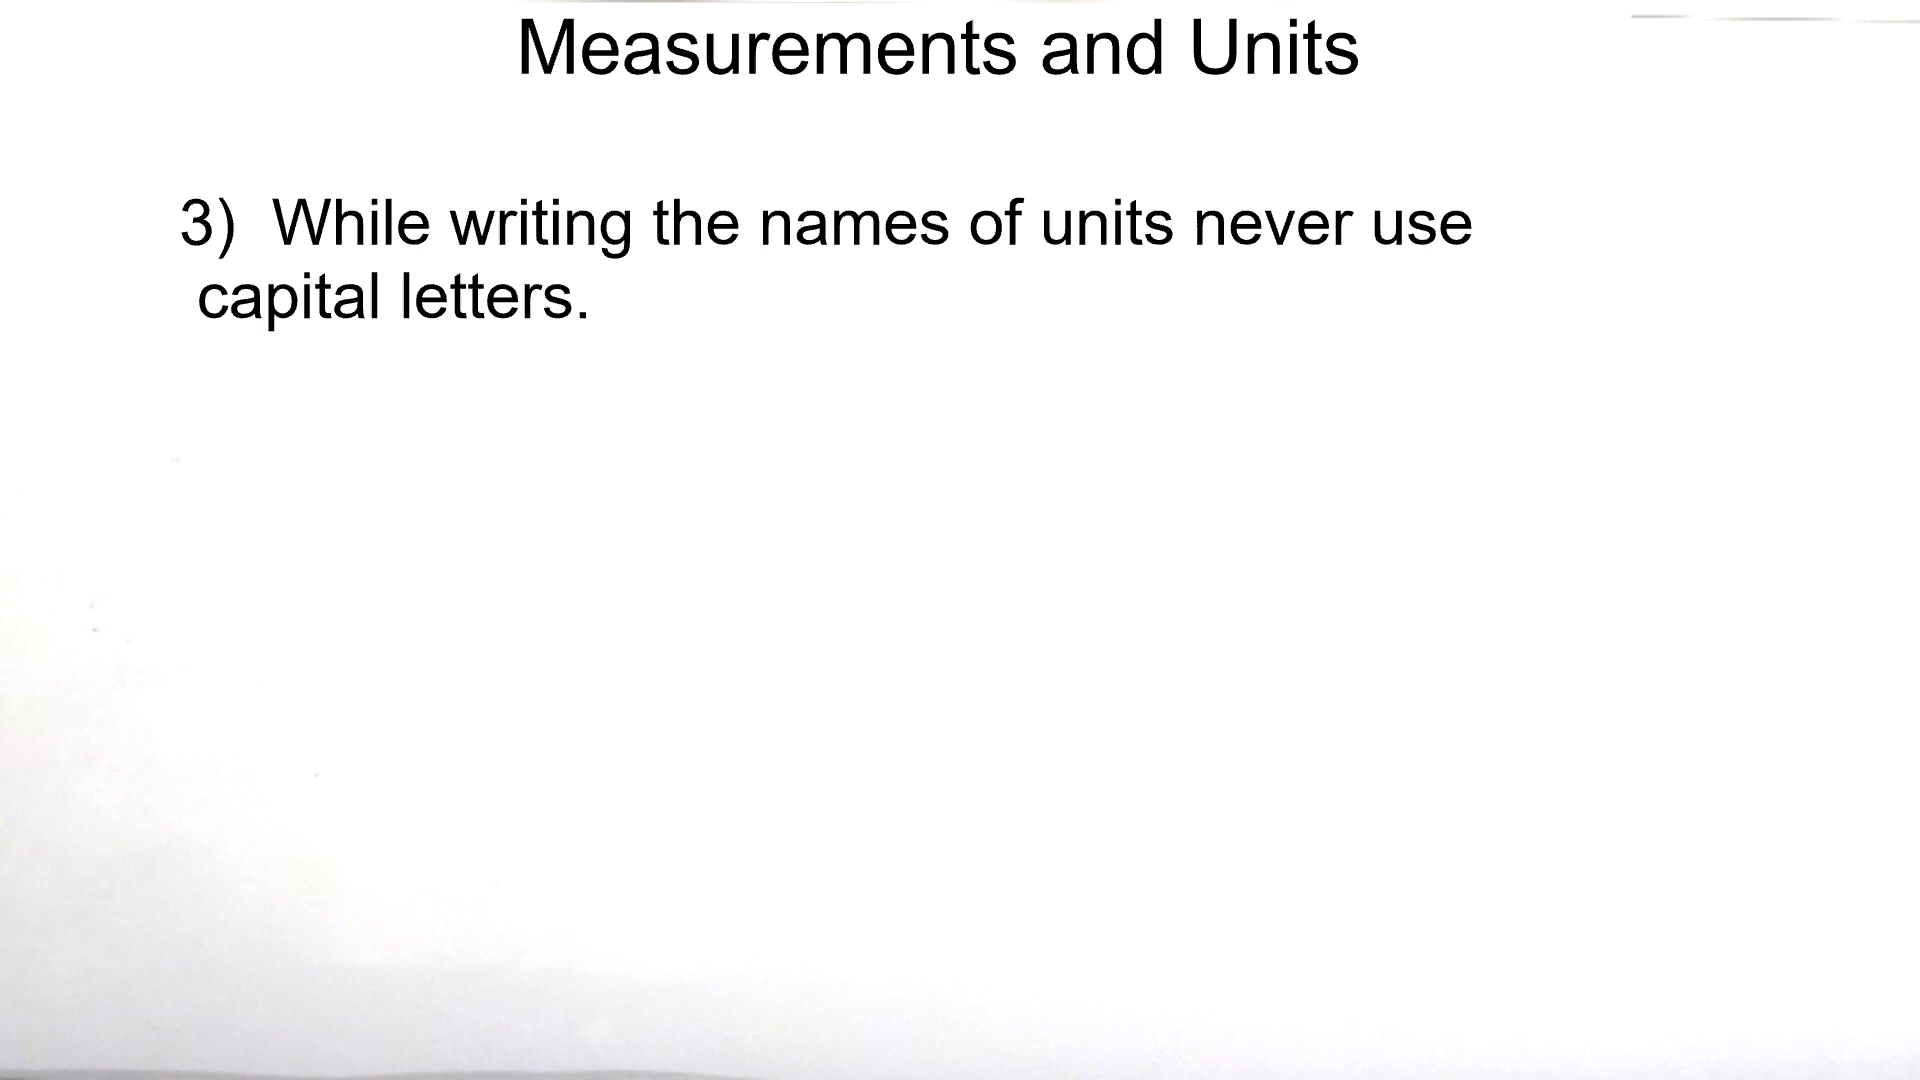 Measurements and Units
3) While writing the names of units never use
capital letters.